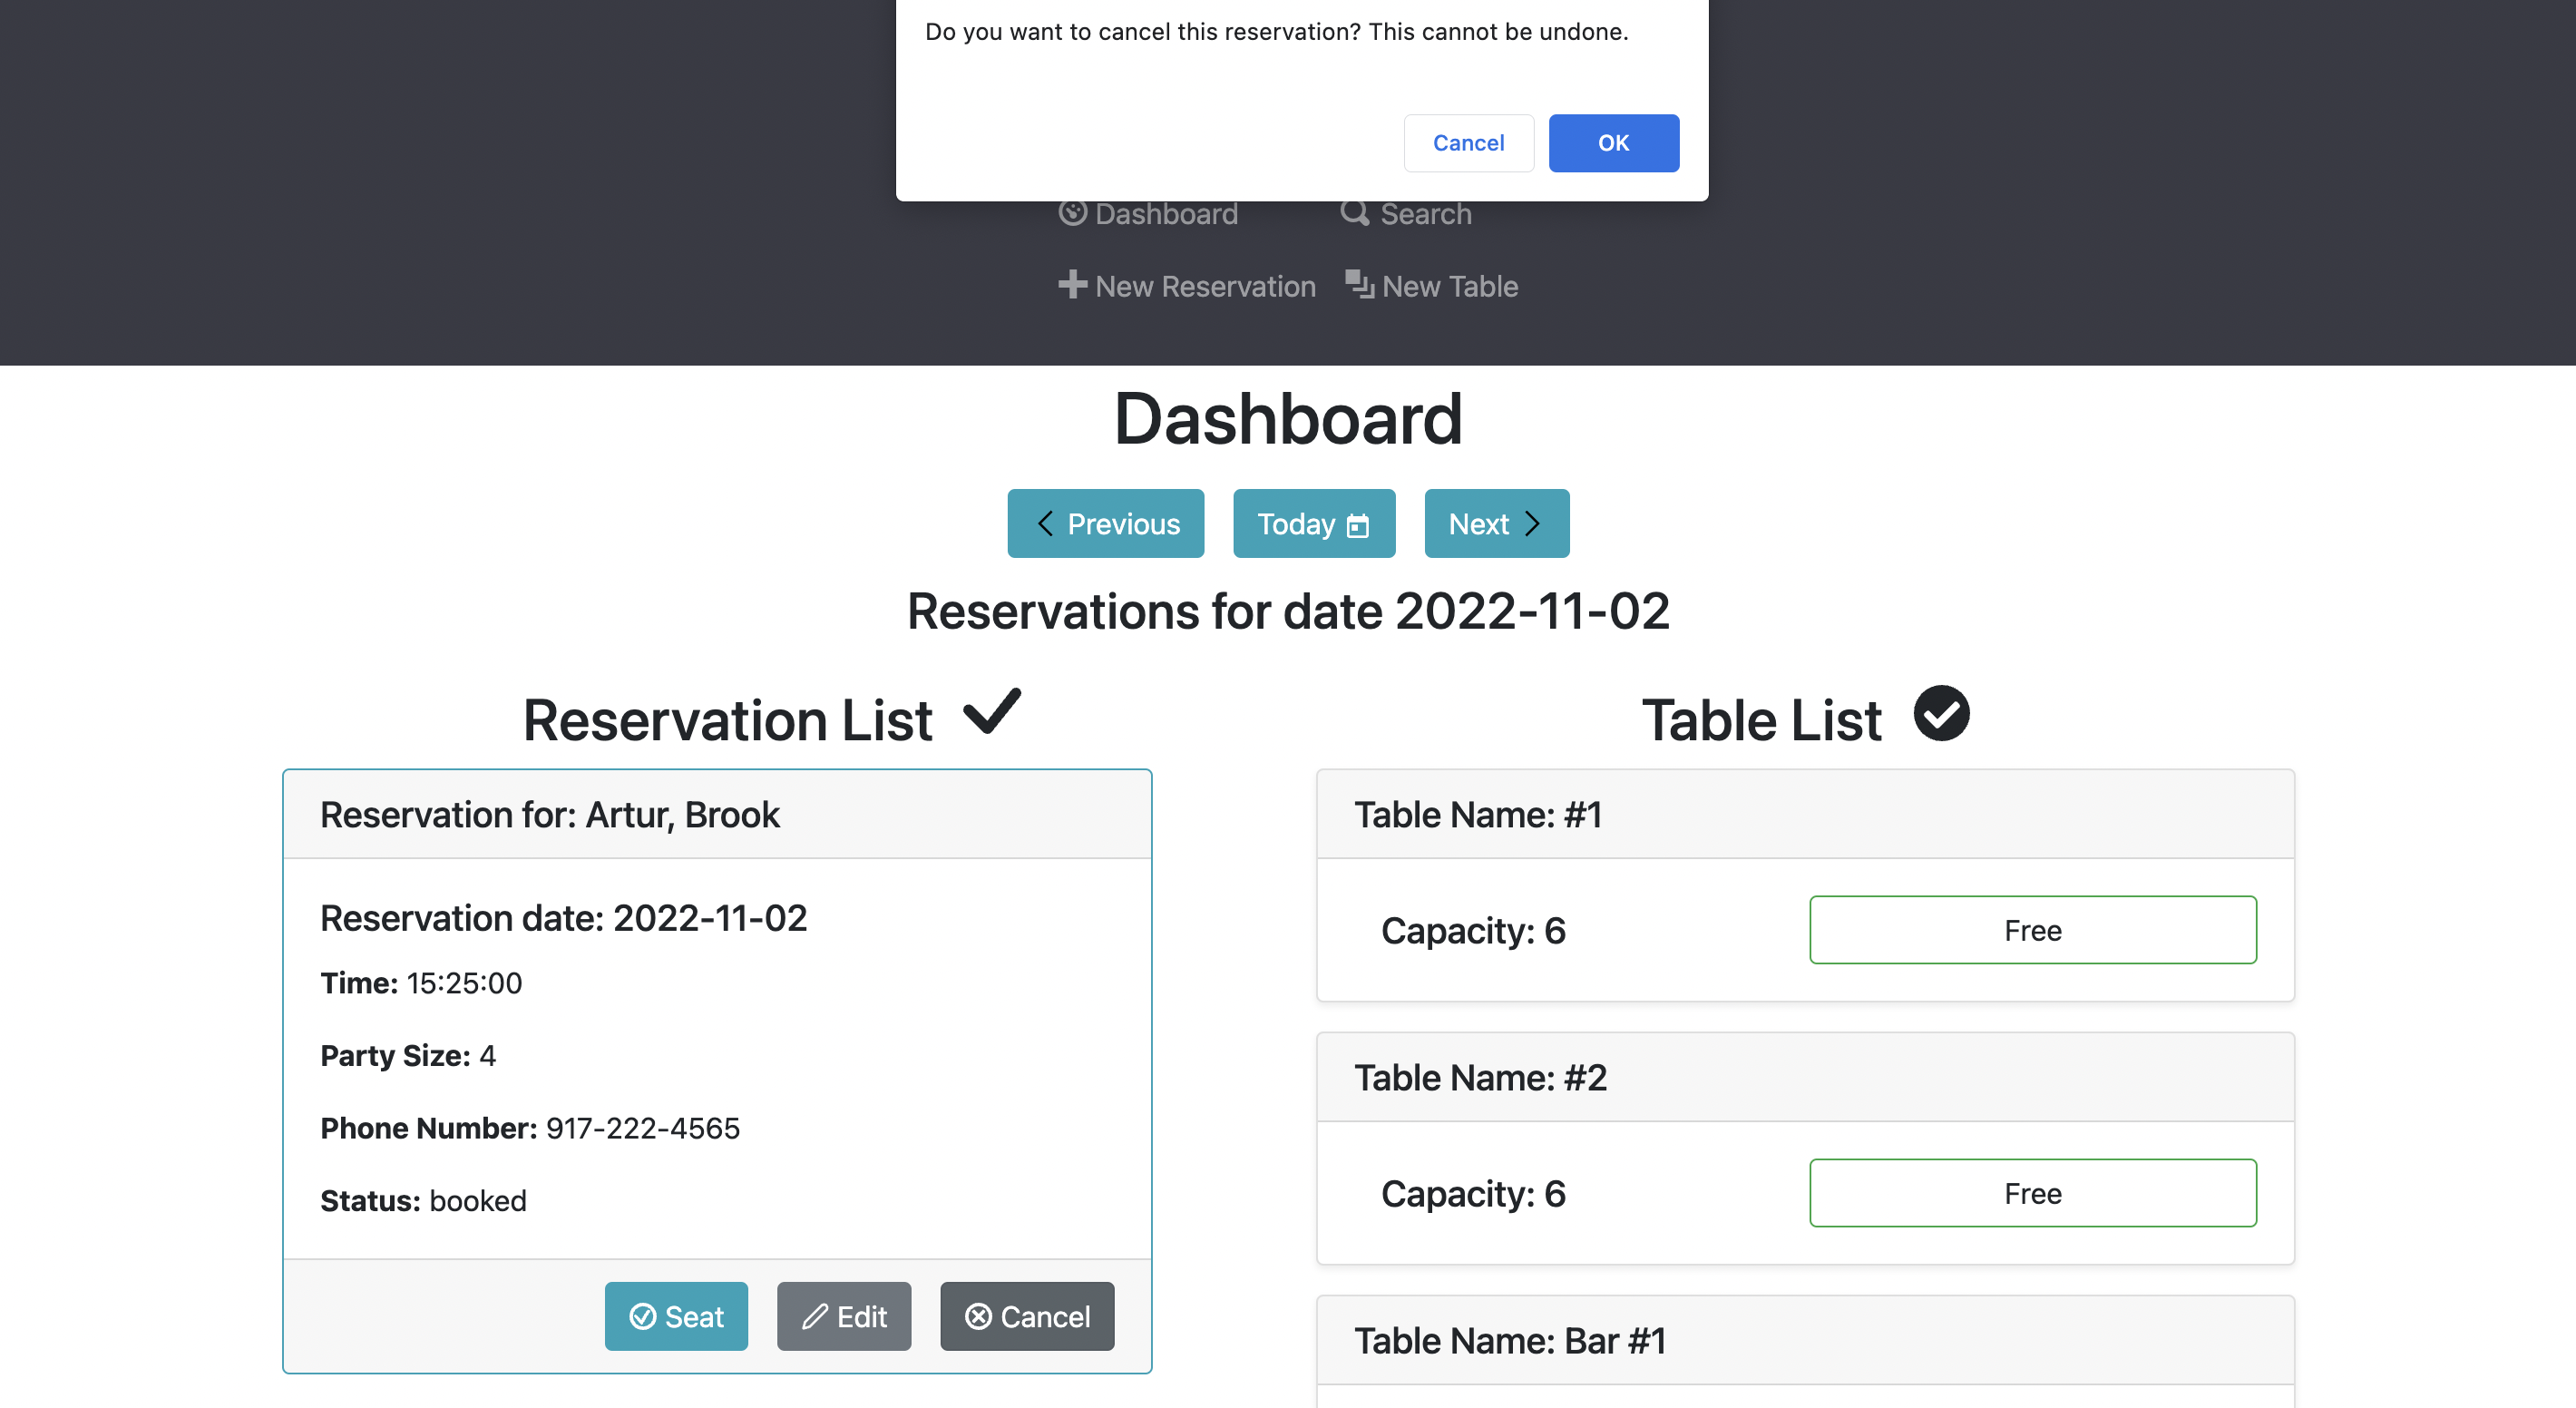 Do you want to cancel this reservation? This cannot be undone.
Cancel OK
Dashboard Search
New Reservation New Table
Dashboard
Previous Today Next
Reservations for date 2022-11-02
Reservation List
Reservation for: Artur, Brook
Reservation date: 2022-11-02
Time: 15:25:00
Party Size: 4
Phone Number: 917-222-4565
Status: booked
Seat Edit Cancel
Table List
Table Name: #1
Capacity: 6 Free
Table Name: #2
Capacity: 6 Free
Table Name: Bar #1